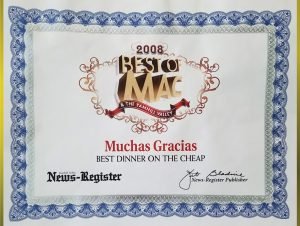 2008
BEST OF
MAC
& THE YAMHILL VALLEY
Muchas Gracias
BEST DINNER ON THE CHEAP
News-Register
News-Register Publisher